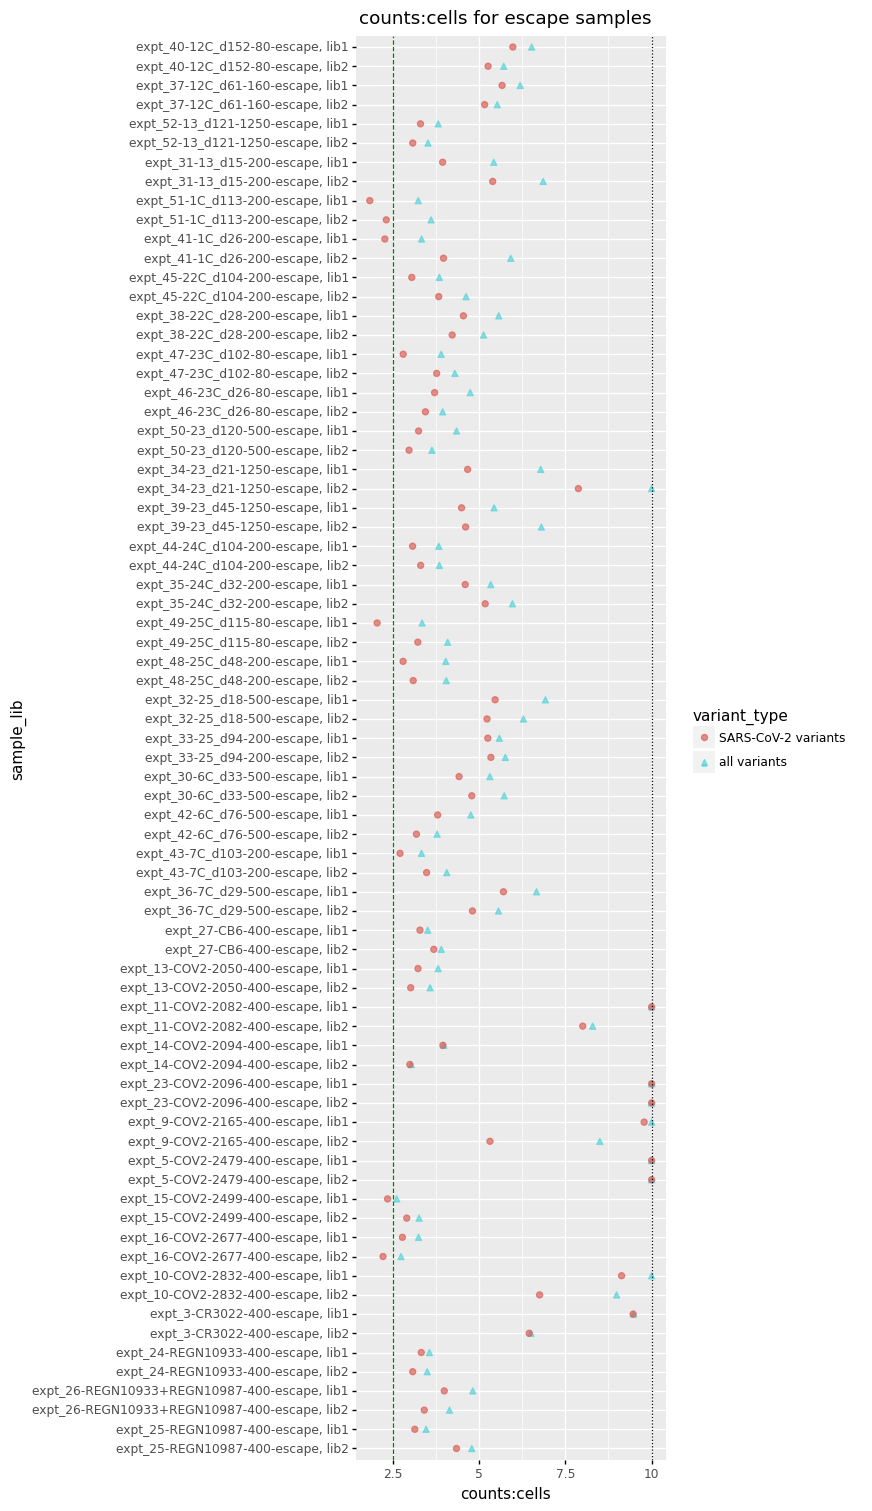 counts:cells for escape samples
expt_40-12C_d152-80-escape, lib1
expt_40-12C_d152-80-escape, lib2
expt_37-12C_d61-160-escape, lib1
expt_37-12C_d61-160-escape, lib2
expt_52-13_d121-1250-escape, lib1
expt_52-13_d121-1250-escape, lib2
expt_31-13_d15-200-escape, lib1
expt_31-13_d15-200-escape, lib2
expt_51-1C_d113-200-escape, lib1
expt_51-1C_d113-200-escape, lib2
expt_41-1C_d26-200-escape, lib1
expt_41-1C_d26-200-escape, lib2
expt_45-22C_d104-200-escape, lib1
expt_45-22C_d104-200-escape, lib2
expt_38-22C_d28-200-escape, lib1
expt_38-22C_d28-200-escape, lib2
expt_47-23C_d102-80-escape, lib1
expt_47-23C_d102-80-escape, lib2
expt_46-23C_d26-80-escape, lib1
expt_46-23C_d26-80-escape, lib2
expt_50-23_d120-500-escape, lib1
expt_50-23_d120-500-escape, lib2
expt_34-23_d21-1250-escape, lib1
expt_34-23_d21-1250-escape, lib2
expt_39-23_d45-1250-escape, lib1
expt_39-23_d45-1250-escape, lib2
expt_44-24C_d104-200-escape, lib1
expt_44-24C_d104-200-escape, lib2
expt_35-24C_d32-200-escape, lib1
expt_35-24C_d32-200-escape, lib2
expt_49-25C_d115-80-escape, lib1
expt_49-25C_d115-80-escape, lib2
expt_48-25C_d48-200-escape, lib1
expt_48-25C_d48-200-escape, lib2
expt_32-25_d18-500-escape, lib1
expt_32-25_d18-500-escape, lib2
expt_33-25_d94-200-escape, lib1
expt_33-25_d94-200-escape, lib2
expt_30-6C_d33-500-escape, lib1
expt_30-6C_d33-500-escape, lib2
expt_42-6C_d76-500-escape, lib1
expt_42-6C_d76-500-escape, lib2
expt_43-7C_d103-200-escape, lib1
expt_43-7C_d103-200-escape, lib2
expt_36-7C_d29-500-escape, lib1
expt_36-7C_d29-500-escape, lib2
expt_27-CB6-400-escape, lib1
expt_27-CB6-400-escape, lib2
expt_13-COV2-2050-400-escape, lib1
expt_13-COV2-2050-400-escape, lib2
expt_11-COV2-2082-400-escape, lib1
expt_11-COV2-2082-400-escape, lib2
expt_14-COV2-2094-400-escape, lib1
expt_14-COV2-2094-400-escape, lib2
expt_23-COV2-2096-400-escape, lib1
expt_23-COV2-2096-400-escape, lib2
expt_9-COV2-2165-400-escape, lib1
expt_9-COV2-2165-400-escape, lib2
expt_5-COV2-2479-400-escape, lib1
expt_5-COV2-2479-400-escape, lib2
expt_15-COV2-2499-400-escape, lib1
expt_15-COV2-2499-400-escape, lib2
expt_16-COV2-2677-400-escape, lib1
expt_16-COV2-2677-400-escape, lib2
expt_10-COV2-2832-400-escape, lib1
expt_10-COV2-2832-400-escape, lib2
expt_3-CR3022-400-escape, lib1
expt_3-CR3022-400-escape, lib2
expt_24-REGN10933-400-escape, lib1
expt_24-REGN10933-400-escape, lib2
expt_26-REGN10933+REGN10987-400-escape, lib1
expt_26-REGN10933+REGN10987-400-escape, lib2
expt_25-REGN10987-400-escape, lib1
expt_25-REGN10987-400-escape, lib2
2.5 5 7.5 10
counts:cells
sample_lib
variant_type
SARS-CoV-2 variants
all variants